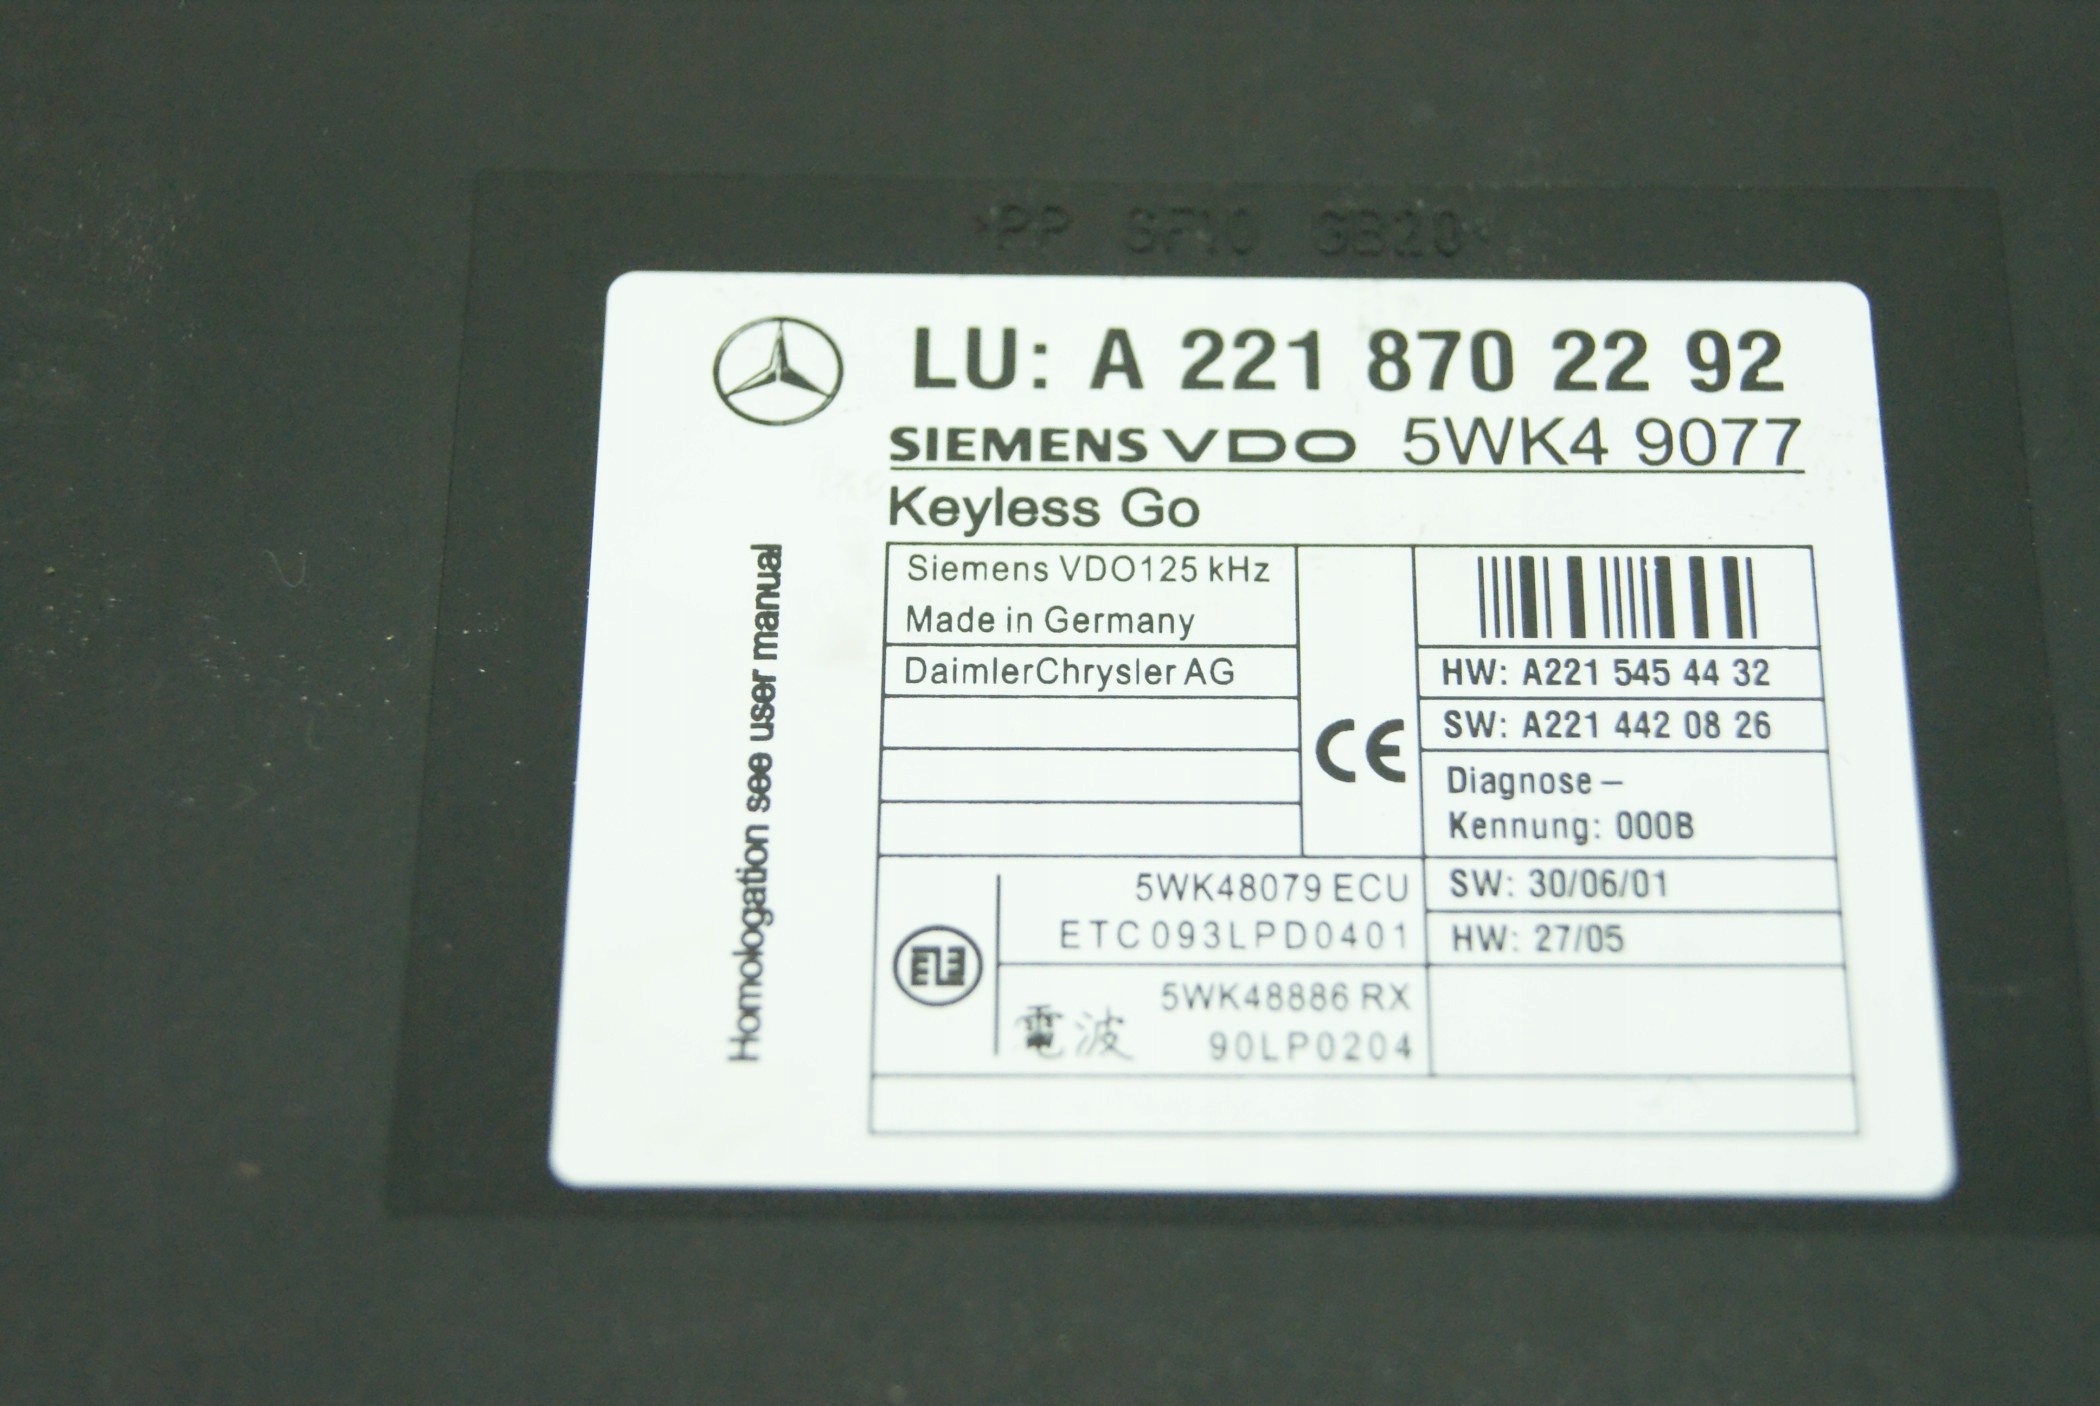 >PP GF10 GB20<
LU: A 221 870 22 92
SIEMENS VDO 5WK4 9077
Keyless Go
Homologation see user manual
Siemens VDO125 kHz
Made in Germany
DaimlerChrysler AG
CE
HW: A221 545 44 32
SW: A221 442 08 26
Diagnose –
Kennung: 000B
SW: 30/06/01
HW: 27/05
5WK48079 ECU
ETC093LPD0401
5WK48886 RX
電波 90LP0204